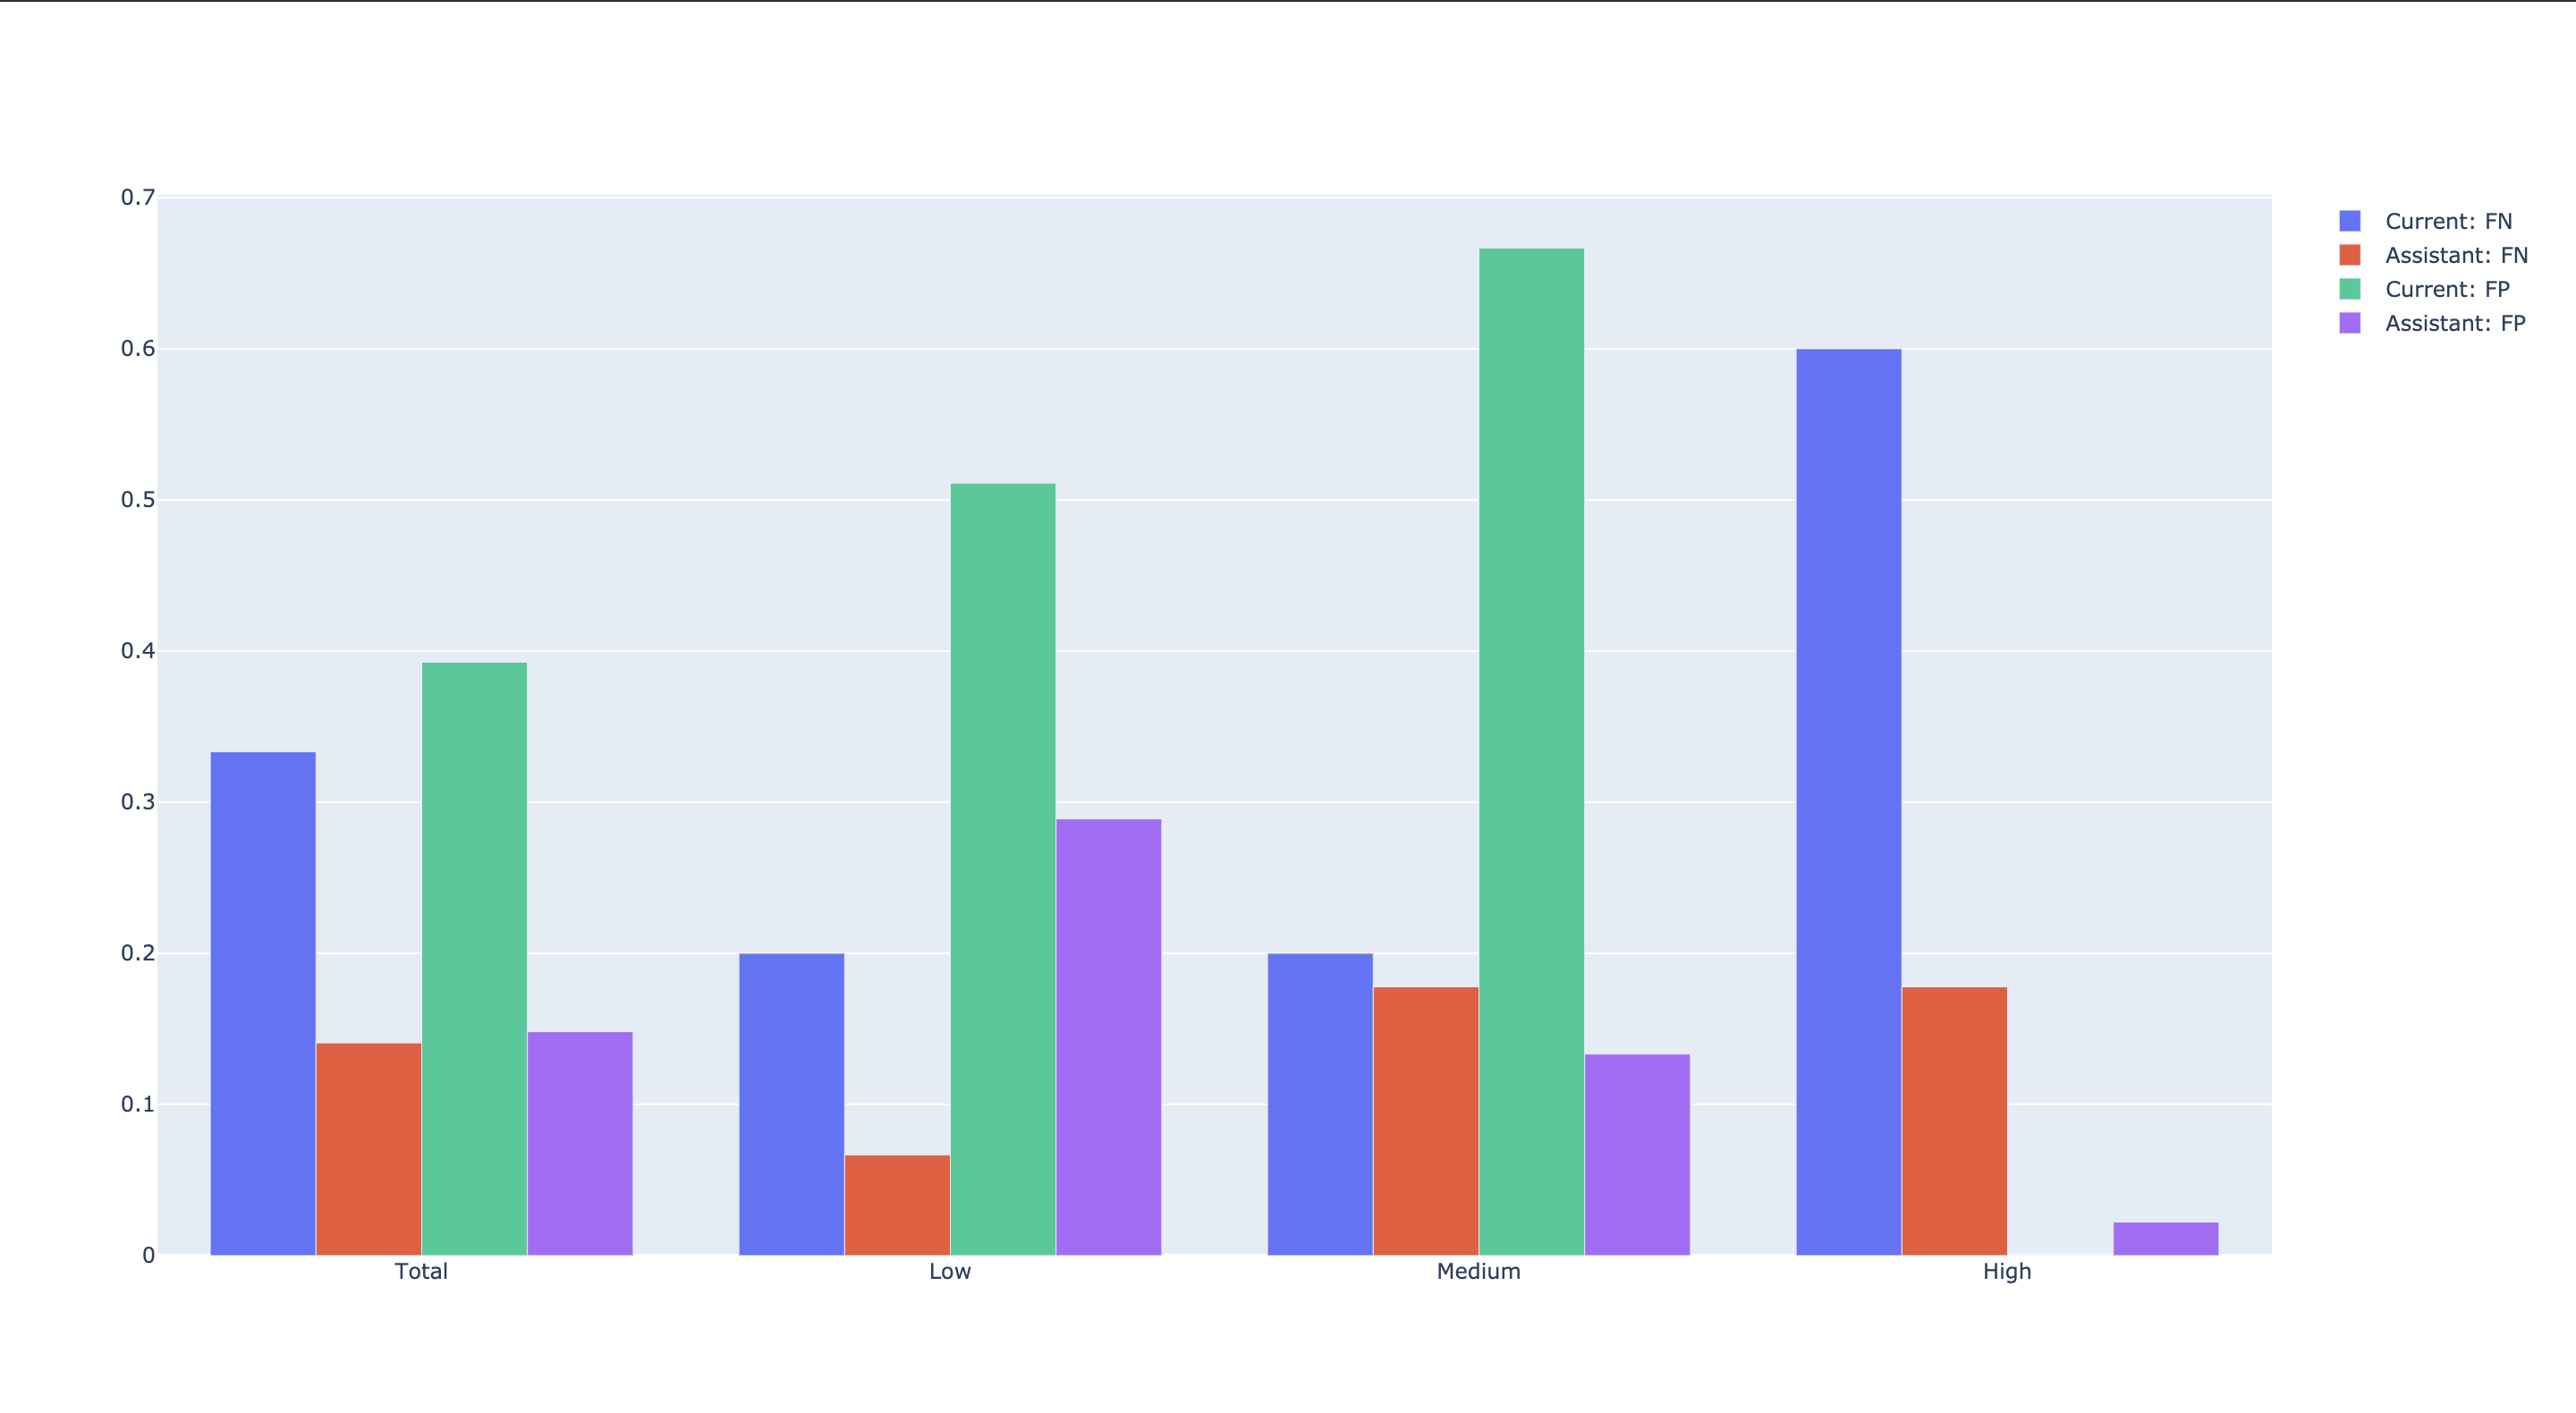 0.7
0.6
0.5
0.4
0.3
0.2
0.1
0
Total
Low
Medium
High
Current: FN
Assistant: FN
Current: FP
Assistant: FP